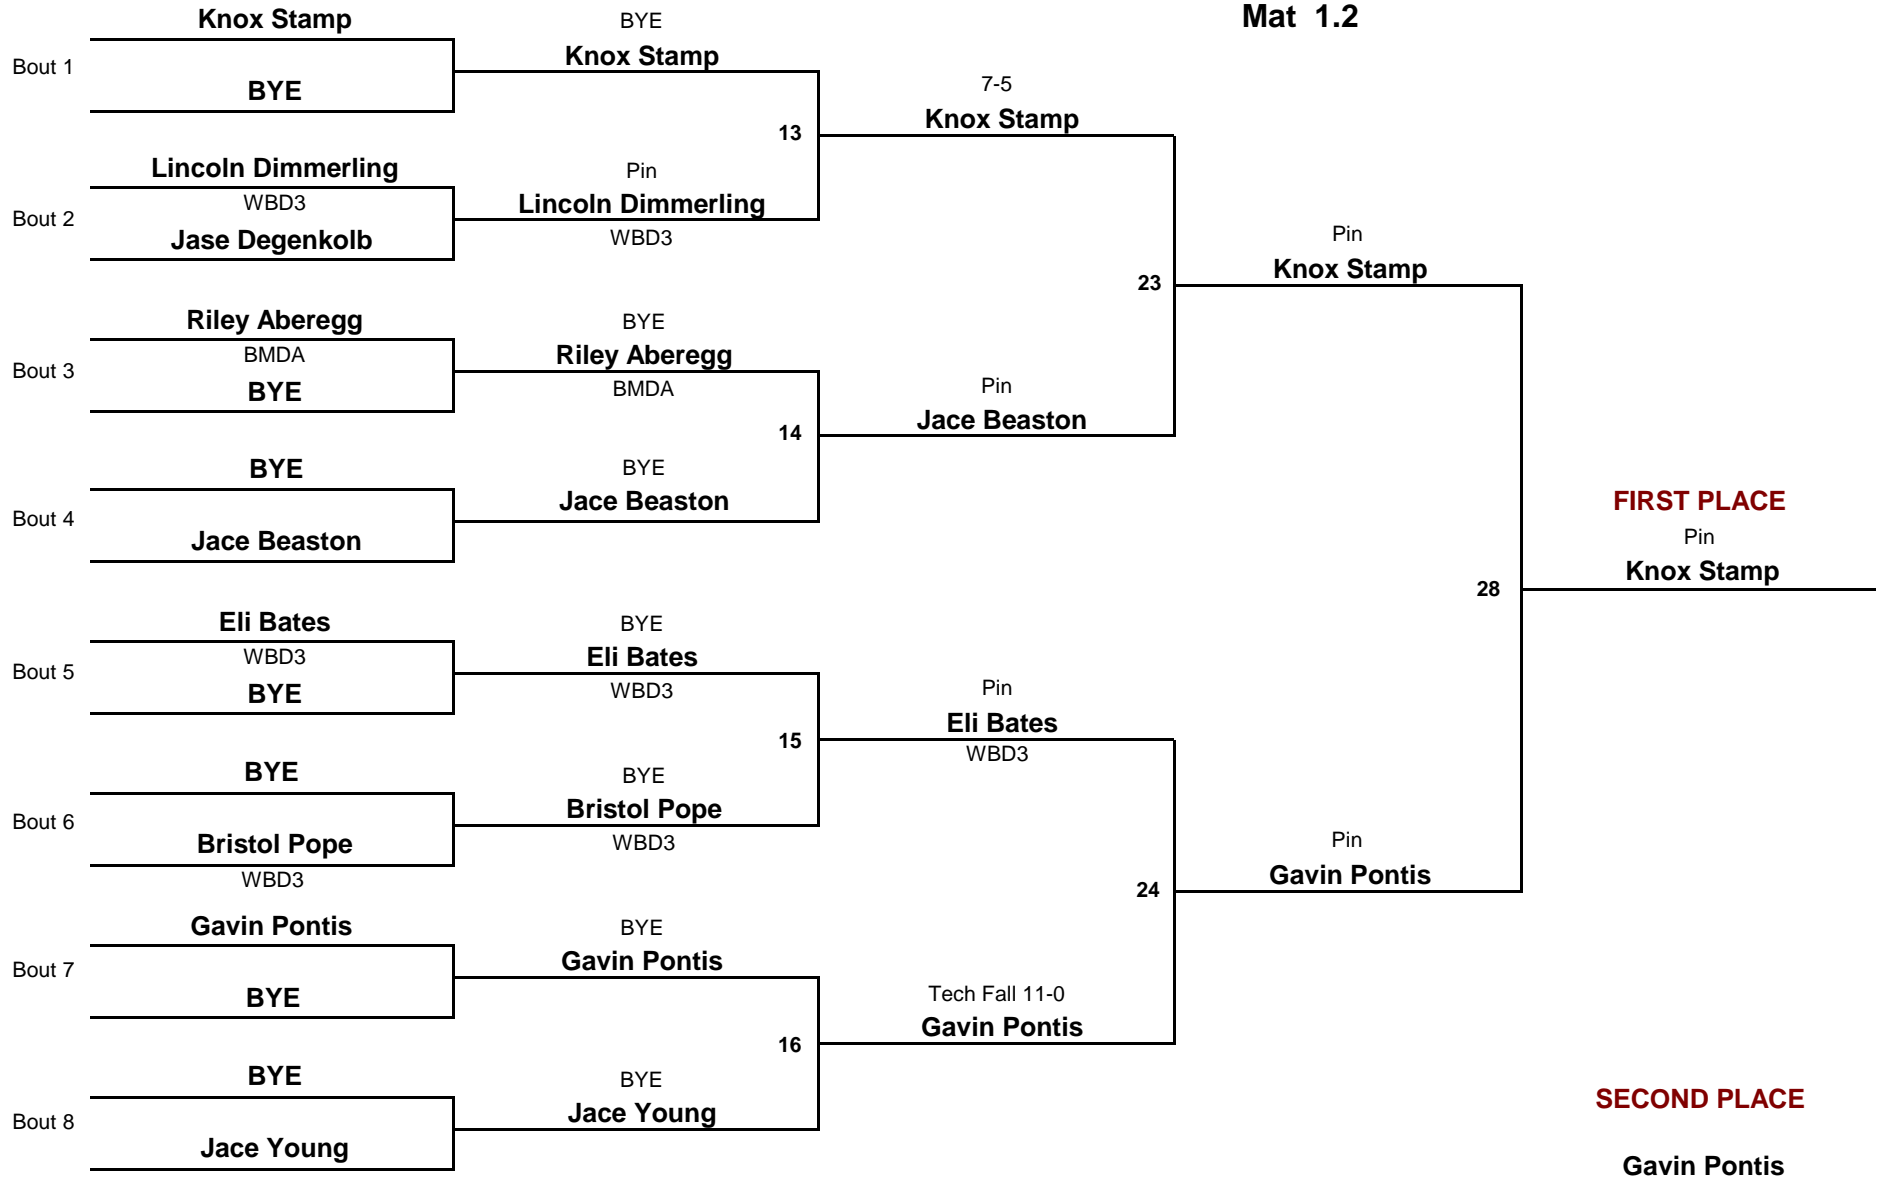 Mat 1.2
Knox Stamp
Bout 1
BYE
Lincoln Dimmerling
Bout 2
WBD3
Jase Degenkolb
Riley Aberegg
Bout 3
BMDA
BYE
BYE
Bout 4
Jace Beaston
Eli Bates
Bout 5
WBD3
BYE
BYE
Bout 6
Bristol Pope
WBD3
Gavin Pontis
Bout 7
BYE
BYE
Bout 8
Jace Young
BYE
Knox Stamp
13
Pin
Lincoln Dimmerling
WBD3
BYE
Riley Aberegg
BMDA
14
BYE
Jace Beaston
BYE
Eli Bates
WBD3
15
BYE
Bristol Pope
WBD3
BYE
Gavin Pontis
16
BYE
Jace Young
7-5
Knox Stamp
23
Pin
Jace Beaston
Pin
Eli Bates
WBD3
24
Tech Fall 11-0
Gavin Pontis
Pin
Knox Stamp
28
Pin
Gavin Pontis
FIRST PLACE
Pin
Knox Stamp
SECOND PLACE
Gavin Pontis